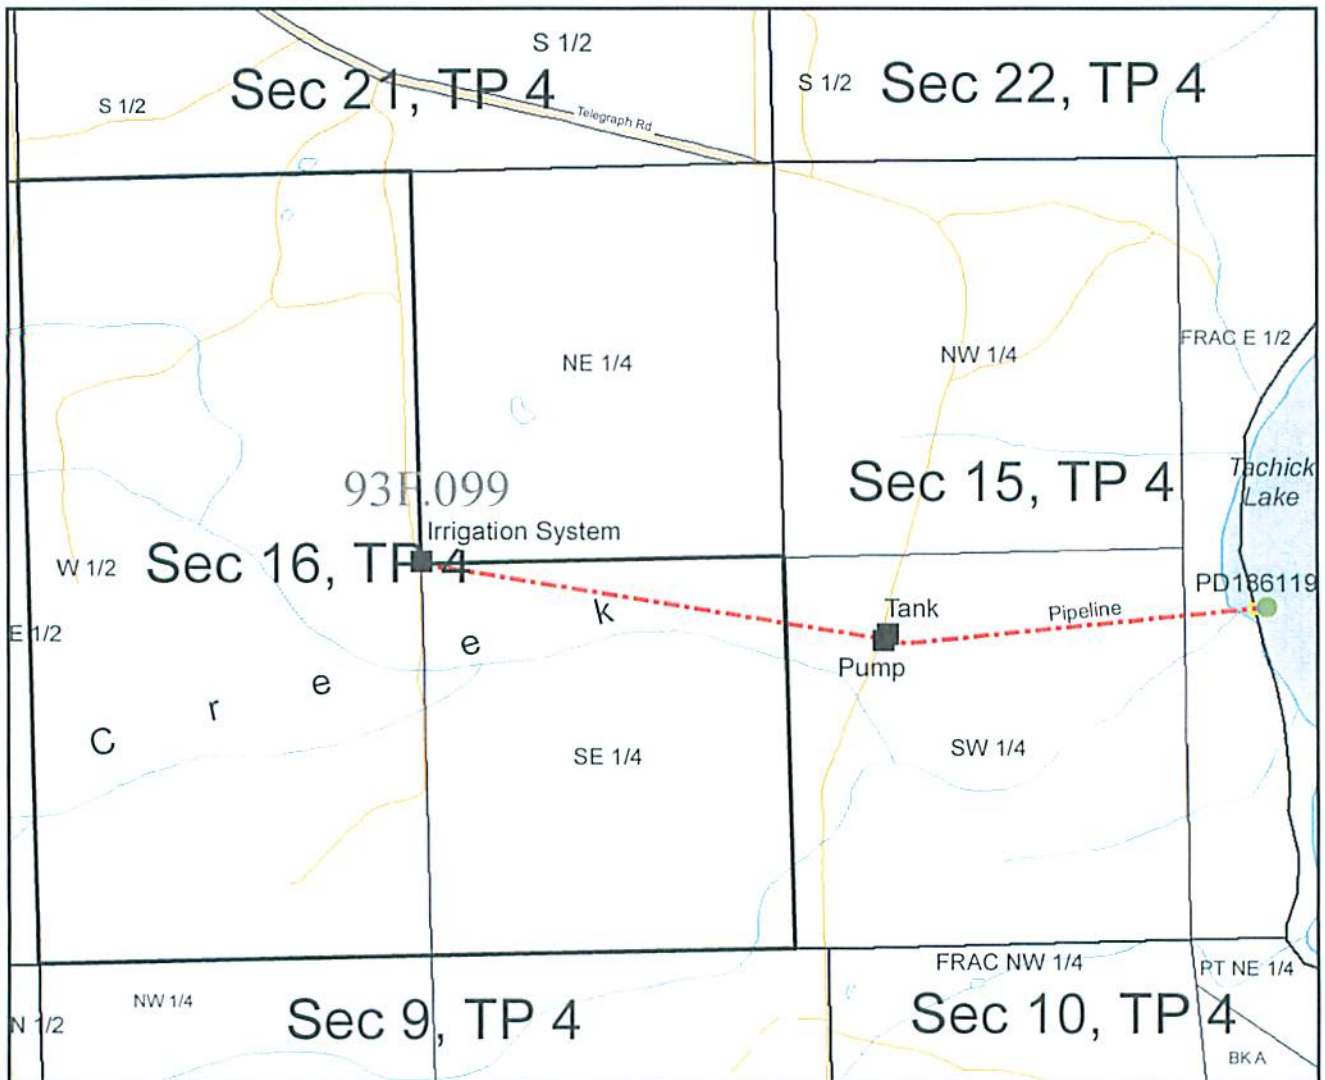 S 1/2
Sec 21, TP 4
S 1/2
Telegraph Rd
S 1/2
Sec 22, TP 4
NE 1/4
NW 1/4
FRAC E 1/2
93F.099
Sec 15, TP 4
Tachick
Lake
Irrigation System
W 1/2
Sec 16, TP 4
E 1/2
C r e e k
Tank
Pump
Pipeline
PD186119
SE 1/4
SW 1/4
NW 1/4
N 1/2
Sec 9, TP 4
FRAC NW 1/4
Sec 10, TP 4
PT NE 1/4
BK A